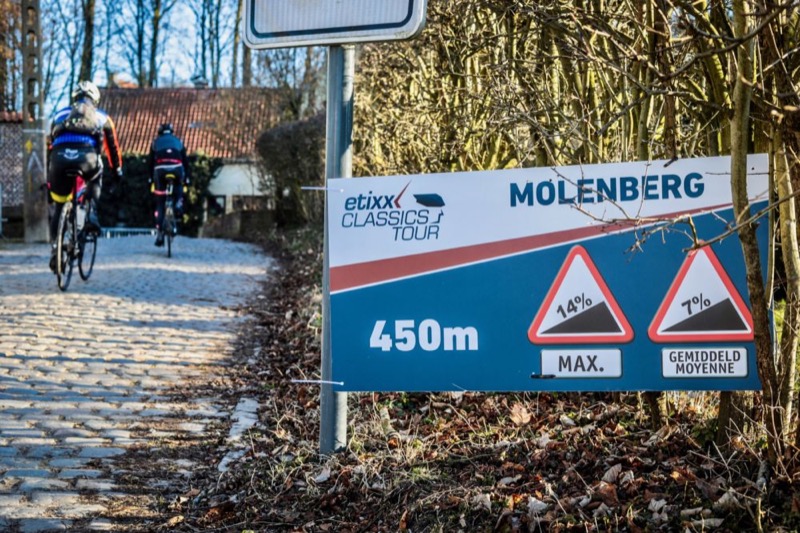 etixx
CLASSICS
TOUR
MOLENBERG
450m
14%
MAX.
7%
GEMIDDELD
MOYENNE